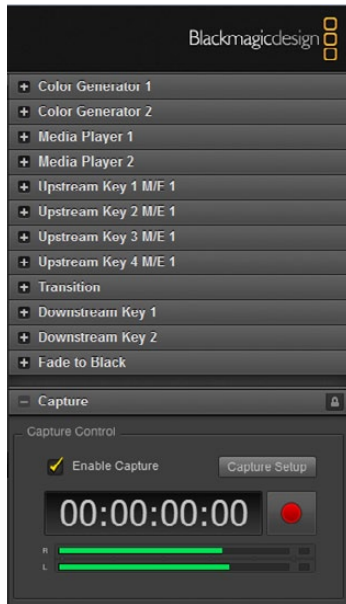 Blackmagicdesign
Color Generator 1
Color Generator 2
Media Player 1
Media Player 2
Upstream Key 1 M/E 1
Upstream Key 2 M/E 1
Upstream Key 3 M/E 1
Upstream Key 4 M/E 1
Transition
Downstream Key 1
Downstream Key 2
Fade to Black
Capture
Capture Control
Enable Capture Capture Setup
00:00:00:00
R
L